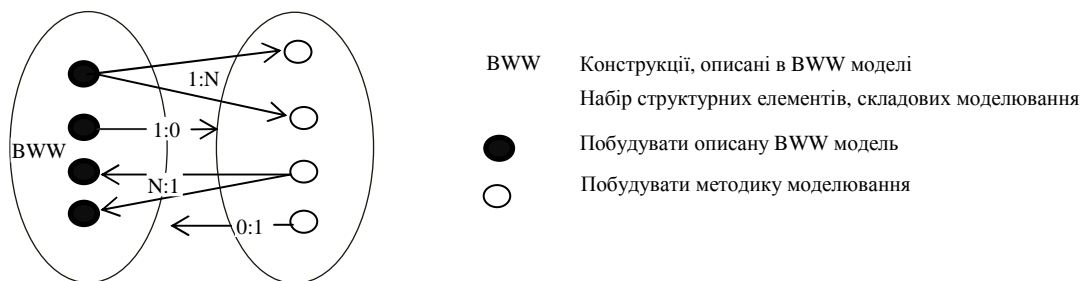 1:N
1:0
BWW
N:1
0:1
BWW Конструкції, описані в BWW моделі
Набір структурних елементів, складових моделювання
Побудувати описану BWW модель
Побудувати методику моделювання